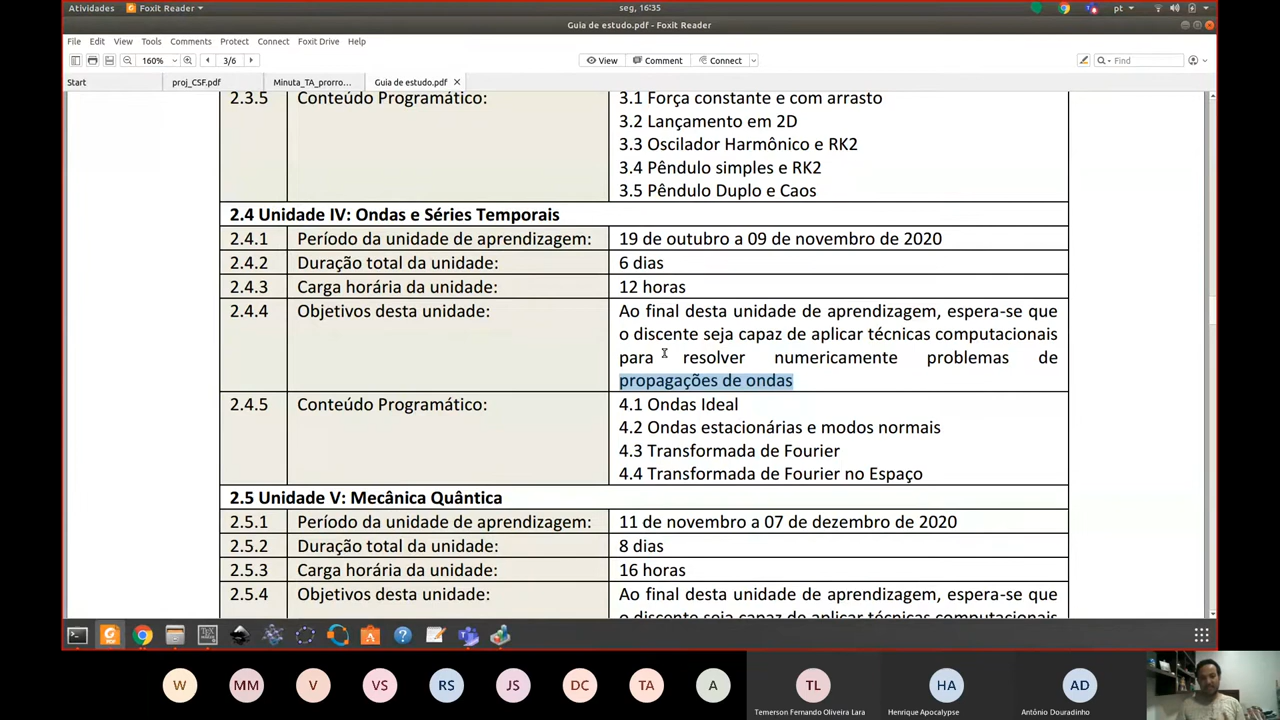 Atividades Foxit Reader seg, 16:35 pt
Guia de estudo.pdf - Foxit Reader
File Edit View Tools Comments Protect Connect Foxit Drive Help
160% 3/6 View Comment Connect Find
Start proj_CSF.pdf Minuta_TA_prorro... Guia de estudo.pdf
2.3.5 Conteúdo Programático: 3.1 Força constante e com arrasto
3.2 Lançamento em 2D
3.3 Oscilador Harmônico e RK2
3.4 Pêndulo simples e RK2
3.5 Pêndulo Duplo e Caos
2.4 Unidade IV: Ondas e Séries Temporais
2.4.1 Período da unidade de aprendizagem: 19 de outubro a 09 de novembro de 2020
2.4.2 Duração total da unidade: 6 dias
2.4.3 Carga horária da unidade: 12 horas
2.4.4 Objetivos desta unidade: Ao final desta unidade de aprendizagem, espera-se que
o discente seja capaz de aplicar técnicas computacionais
para resolver numericamente problemas de
propagações de ondas
2.4.5 Conteúdo Programático: 4.1 Ondas Ideal
4.2 Ondas estacionárias e modos normais
4.3 Transformada de Fourier
4.4 Transformada de Fourier no Espaço
2.5 Unidade V: Mecânica Quântica
2.5.1 Período da unidade de aprendizagem: 11 de novembro a 07 de dezembro de 2020
2.5.2 Duração total da unidade: 8 dias
2.5.3 Carga horária da unidade: 16 horas
2.5.4 Objetivos desta unidade: Ao final desta unidade de aprendizagem, espera-se que
o discente seja capaz de aplicar técnicas computacionais
W MM V VS RS JS DC TA A TL HA AD
Temerson Fernando Oliveira Lara Henrique Apocalypse Antônio Douradinho